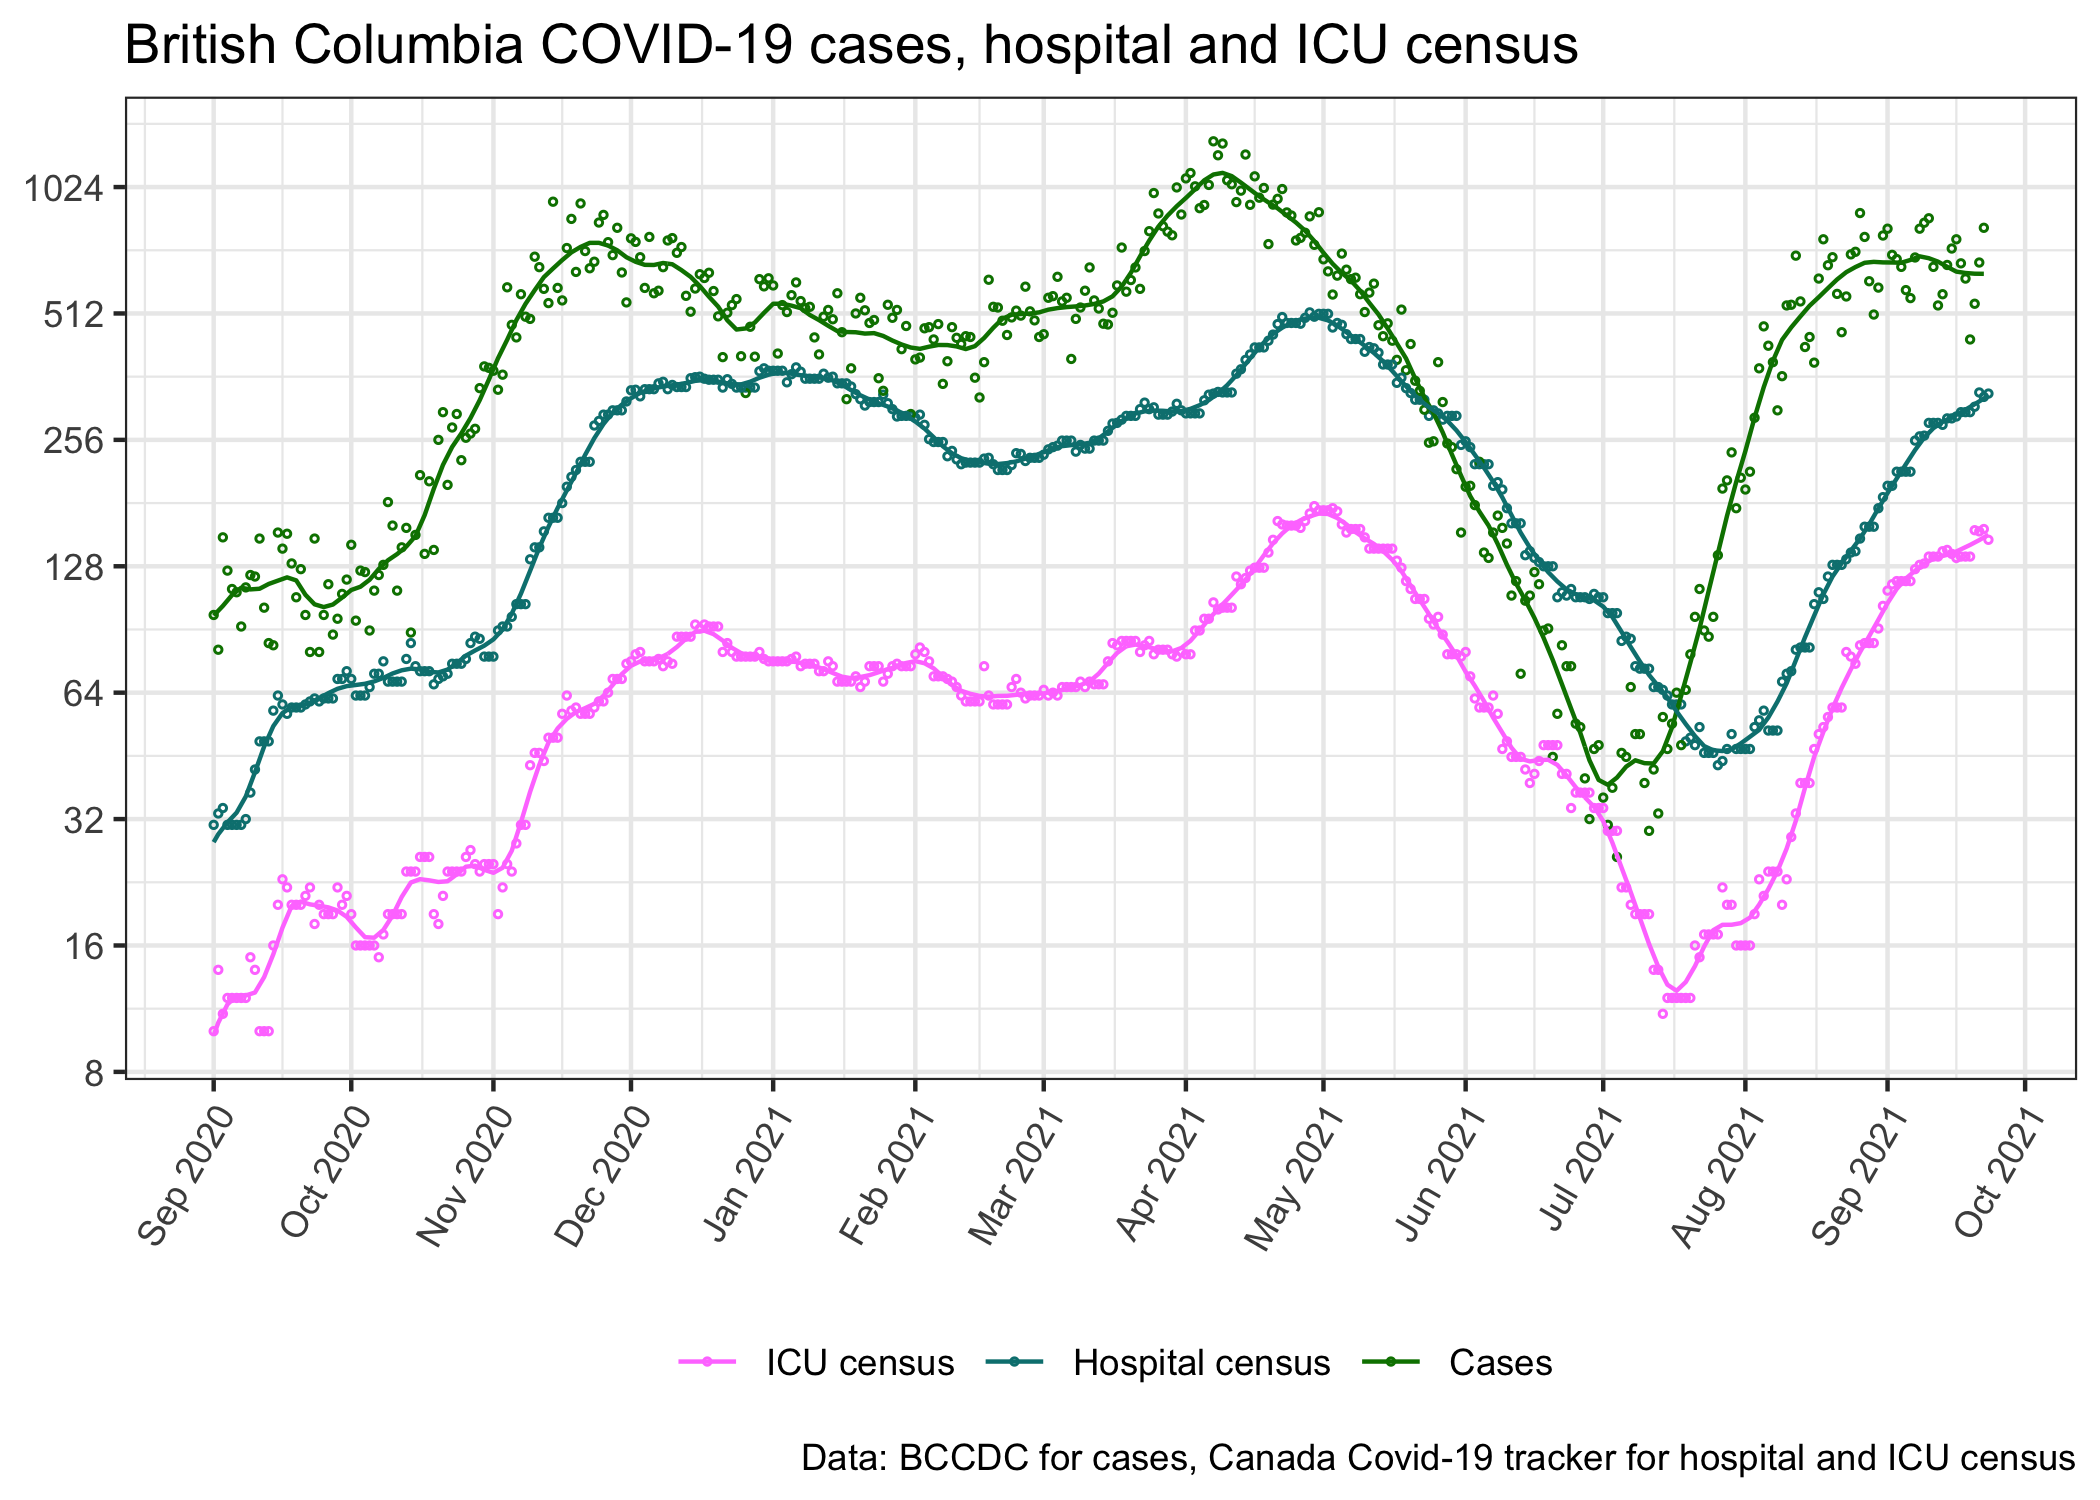 British Columbia COVID-19 cases, hospital and ICU census
1024
512
256
128
64
32
16
8
Sep 2020
Oct 2020
Nov 2020
Dec 2020
Jan 2021
Feb 2021
Mar 2021
Apr 2021
May 2021
Jun 2021
Jul 2021
Aug 2021
Sep 2021
Oct 2021
ICU census
Hospital census
Cases
Data: BCCDC for cases, Canada Covid-19 tracker for hospital and ICU census